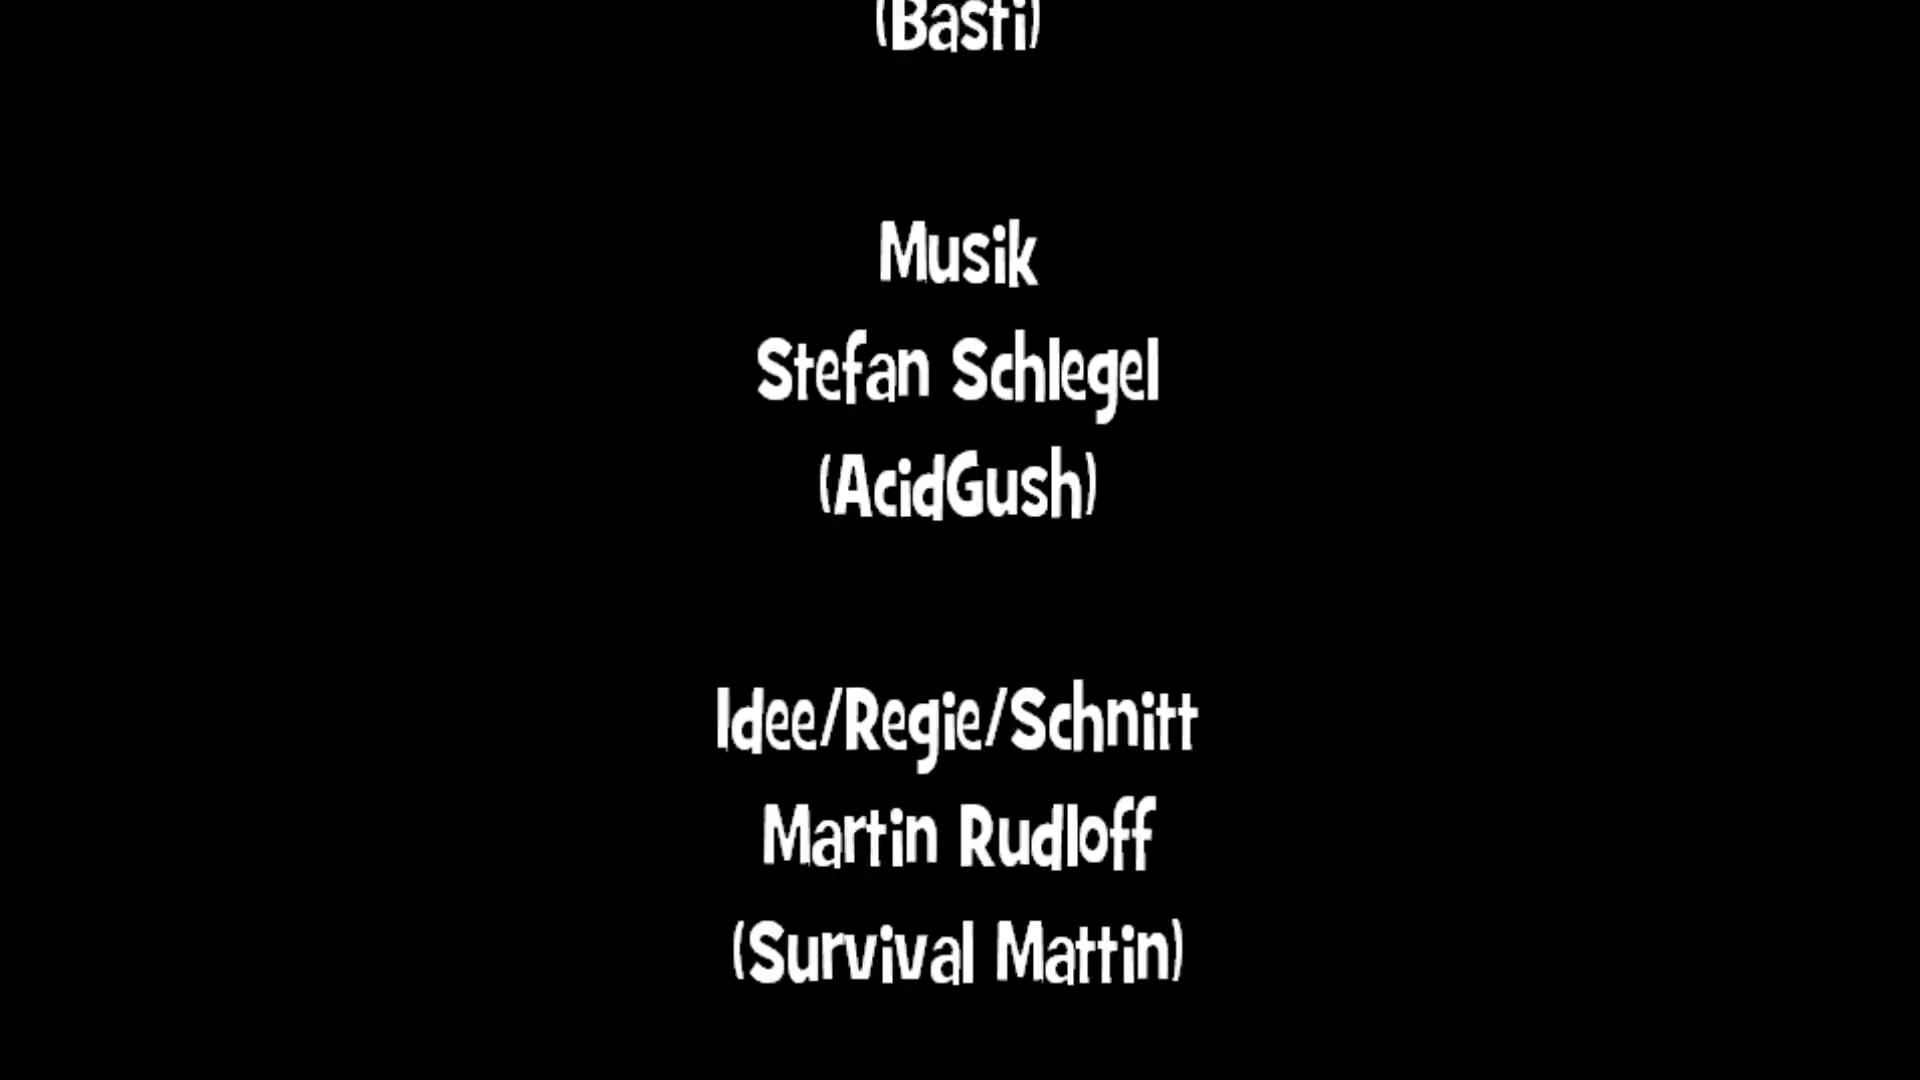 (Basti)
Musik
Stefan Schlegel
(AcidGush)
Idee/Regie/Schnitt
Martin Rudloff
(Survival Mattin)